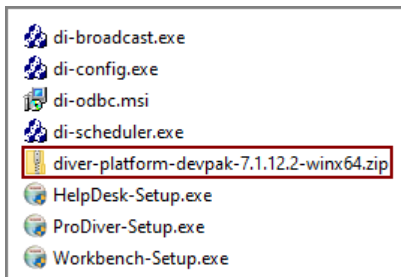 di-broadcast.exe
di-config.exe
di-odbc.msi
di-scheduler.exe
diver-platform-devpak-7.1.12.2-winx64.zip
HelpDesk-Setup.exe
ProDiver-Setup.exe
Workbench-Setup.exe